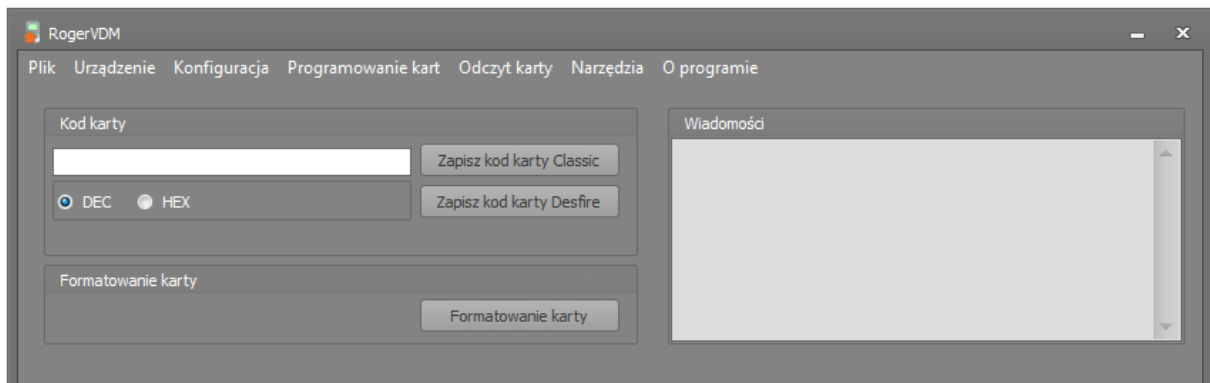 RogerVDM
Plik Urządzenie Konfiguracja Programowanie kart Odczyt karty Narzędzia O programie
Kod karty
Zapisz kod karty Classic
DEC HEX
Zapisz kod karty Desfire
Formatowanie karty
Formatowanie karty
Wiadomości